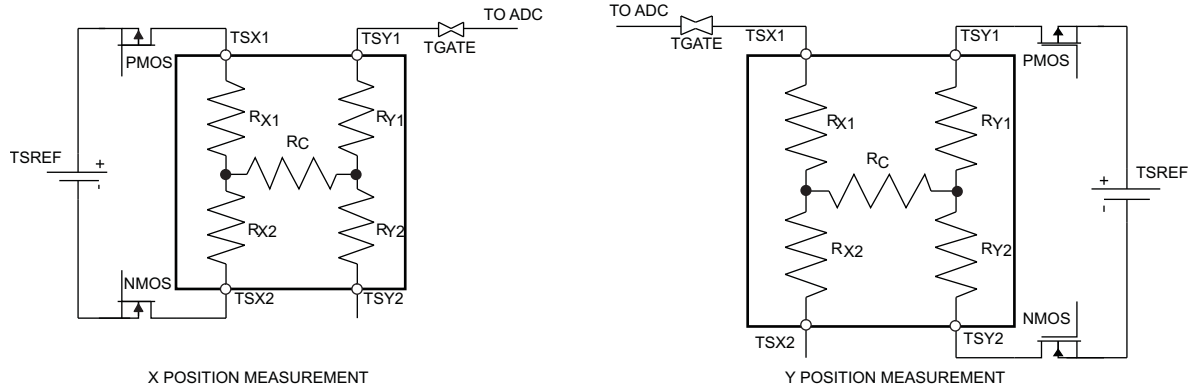 TO ADC
TSX1
TSY1
TGATE
PMOS
RX1
RY1
RC
TSREF
+
-
RX2
RY2
NMOS
TSX2
TSY2
X POSITION MEASUREMENT
TO ADC
TGATE
TSX1
TSY1
PMOS
RX1
RY1
RC
TSREF
+
-
RX2
RY2
NMOS
TSX2
TSY2
Y POSITION MEASUREMENT